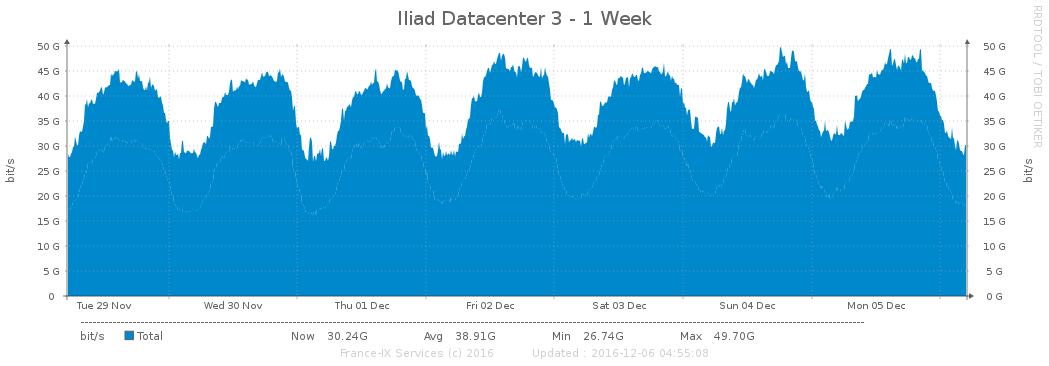 Iliad Datacenter 3 - 1 Week
RRDTOOL / TOBI OETIKER
50 G 50 G
45 G 45 G
40 G 40 G
35 G 35 G
30 G 30 G
25 G 25 G
20 G 20 G
15 G 15 G
10 G 10 G
5 G 5 G
0 0 G
bit/s bit/s
Tue 29 Nov Wed 30 Nov Thu 01 Dec Fri 02 Dec Sat 03 Dec Sun 04 Dec Mon 05 Dec
bit/s Total Now 30.24G Avg 38.91G Min 26.74G Max 49.70G
France-IX Services (c) 2016 Updated : 2016-12-06 04:55:08